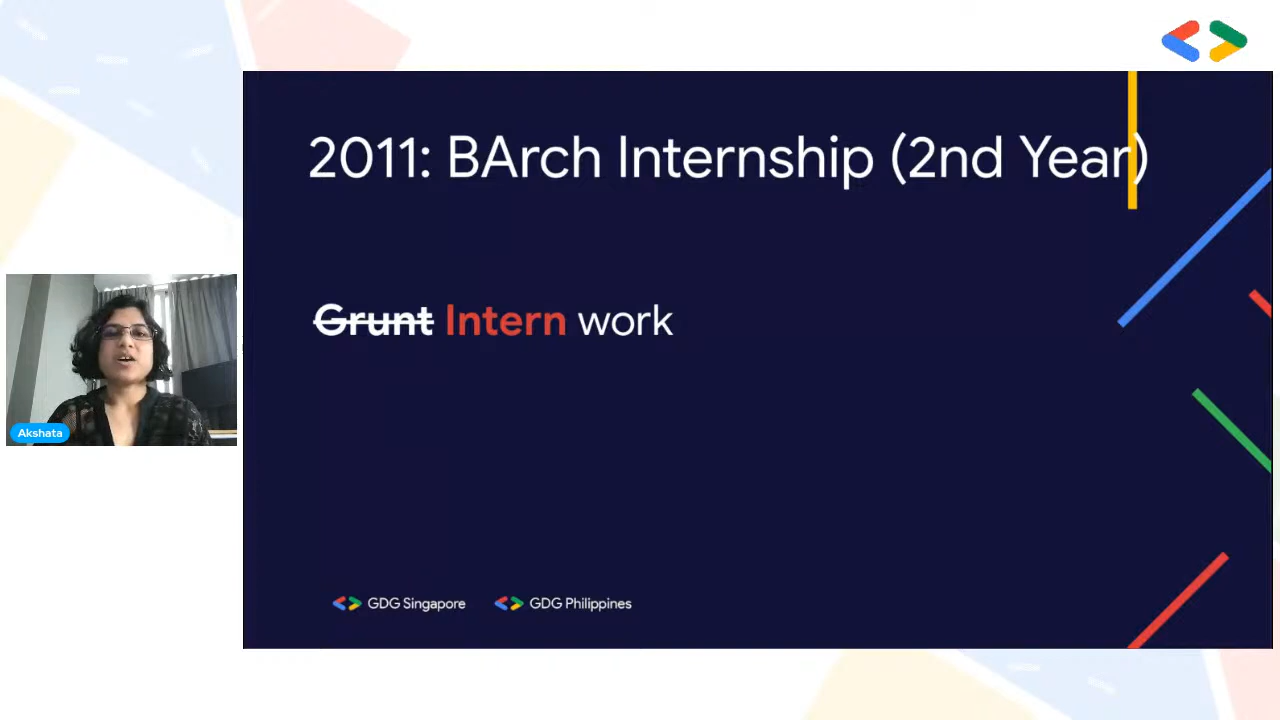 2011: BArch Internship (2nd Year)
Grunt Intern work
Akshata
GDG Singapore
GDG Philippines